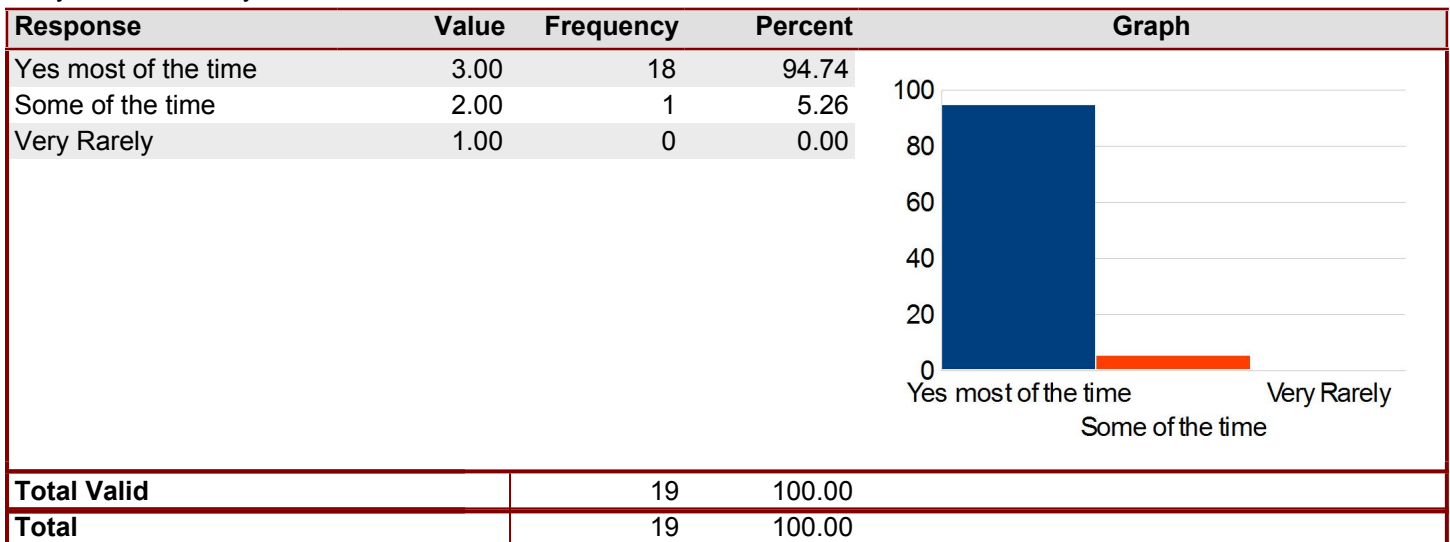 Response Value Frequency Percent Graph
Yes most of the time 3.00 18 94.74
Some of the time 2.00 1 5.26
Very Rarely 1.00 0 0.00
100
80
60
40
20
0
Yes most of the time Very Rarely
Some of the time
Total Valid 19 100.00
Total 19 100.00